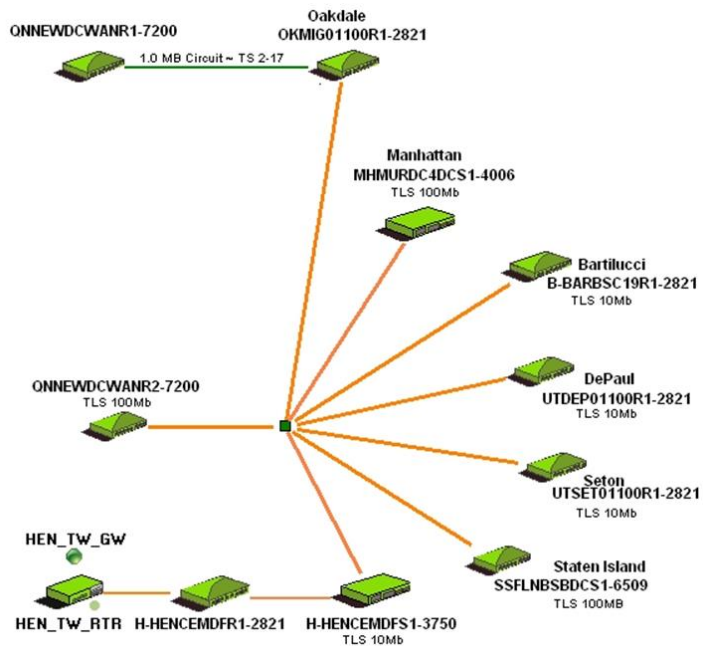 Oakdale
QNNEWDCWANR1-7200
OKMIG01100R1-2821
1.0 MB Circuit ~ TS 2-17
Manhattan
MHMURDC4DCS1-4006
TLS 100Mb
Bartilucci
B-BARBSC19R1-2821
TLS 10Mb
QNNEWDCWANR2-7200
TLS 100Mb
DePaul
UTDEP01100R1-2821
TLS 10Mb
Seton
UTSET01100R1-2821
TLS 10Mb
HEN_TW_GW
Staten Island
SSFLNBSBDCS1-6509
TLS 100MB
HEN_TW_RTR
H-HENCEMDFR1-2821
H-HENCEMDFS1-3750
TLS 10Mb